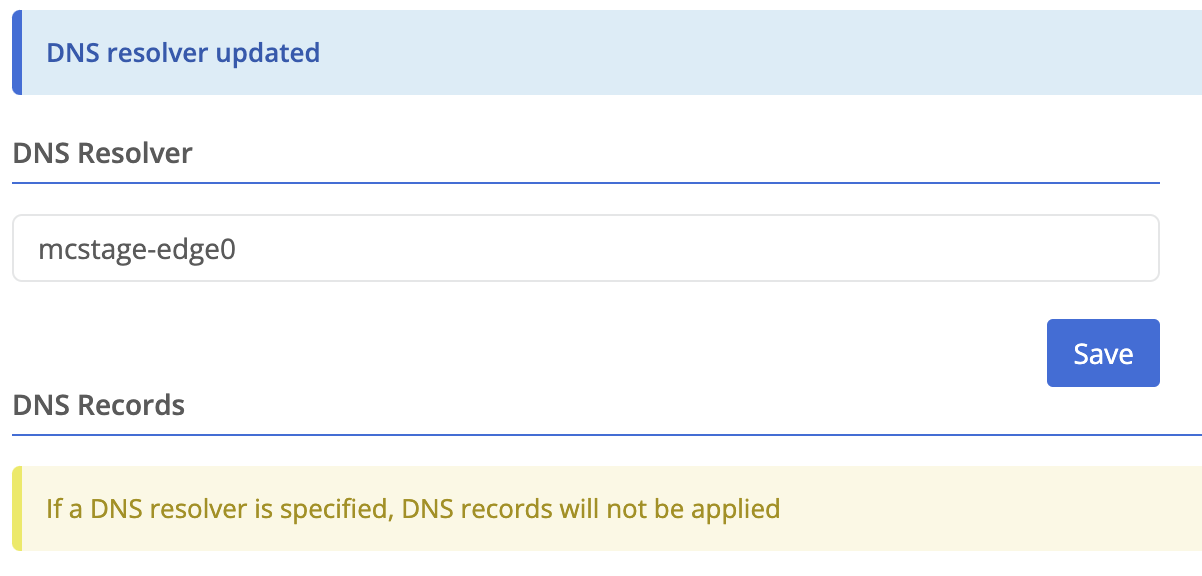 DNS resolver updated
DNS Resolver
mcstage-edge0
Save
DNS Records
If a DNS resolver is specified, DNS records will not be applied